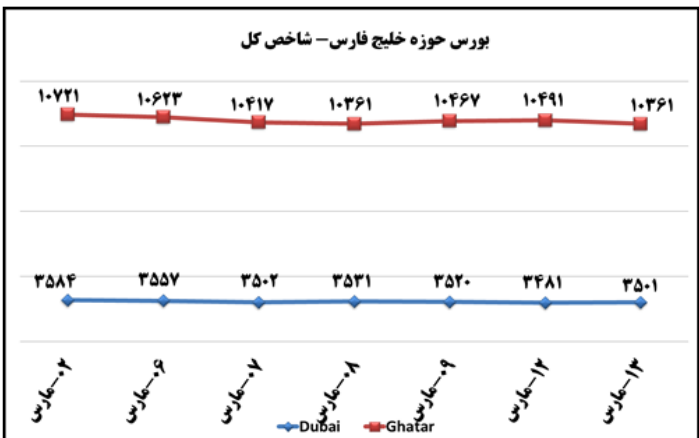 بورس حوزه خلیج فارس– شاخص کل
۱۰۷۲۱ ۱۰۶۲۳ ۱۰۴۱۷ ۱۰۳۶۱ ۱۰۴۶۷ ۱۰۴۹۱ ۱۰۳۶۱
۳۵۸۴ ۳۵۵۷ ۳۵۰۲ ۳۵۳۱ ۳۵۲۰ ۳۴۸۱ ۳۵۰۱
۰۲-مارس ۰۶-مارس ۰۷-مارس ۰۸-مارس ۰۹-مارس ۱۲-مارس ۱۳-مارس
Dubai Ghatar